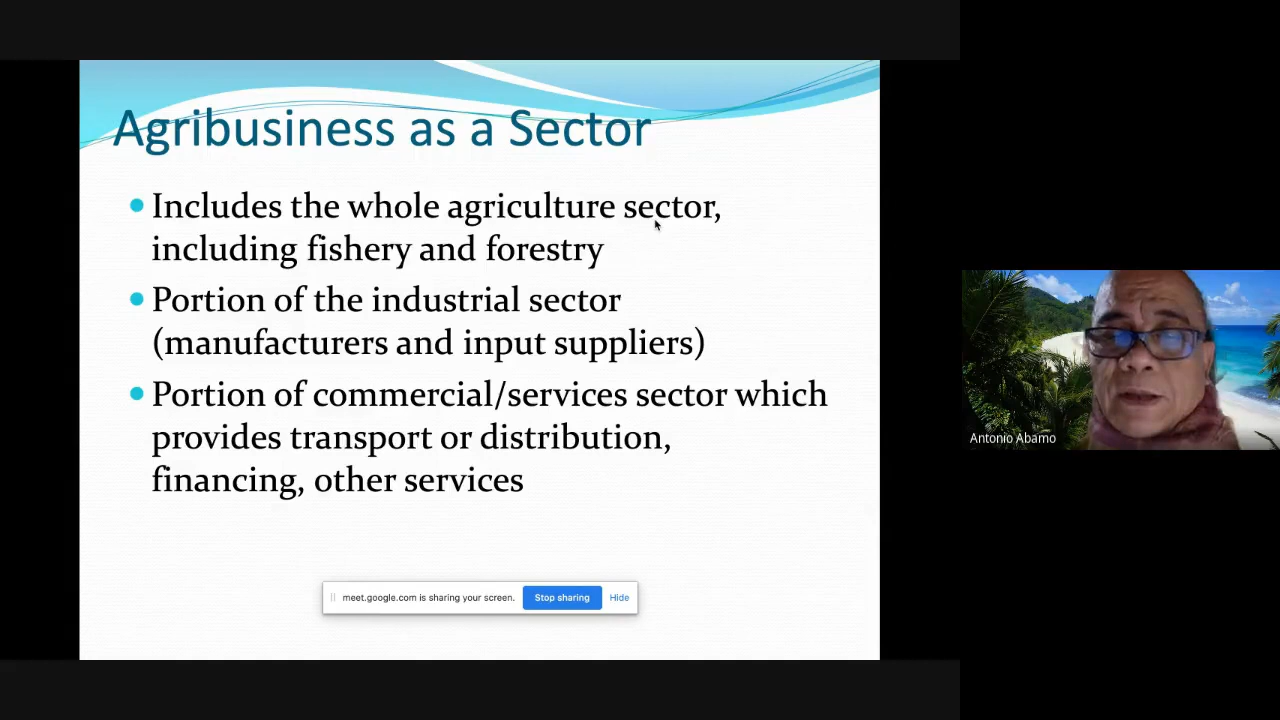 Agribusiness as a Sector
Includes the whole agriculture sector,
including fishery and forestry
Portion of the industrial sector
(manufacturers and input suppliers)
Portion of commercial/services sector which
provides transport or distribution,
financing, other services
meet.google.com is sharing your screen. Stop sharing Hide
Antonio Abamo